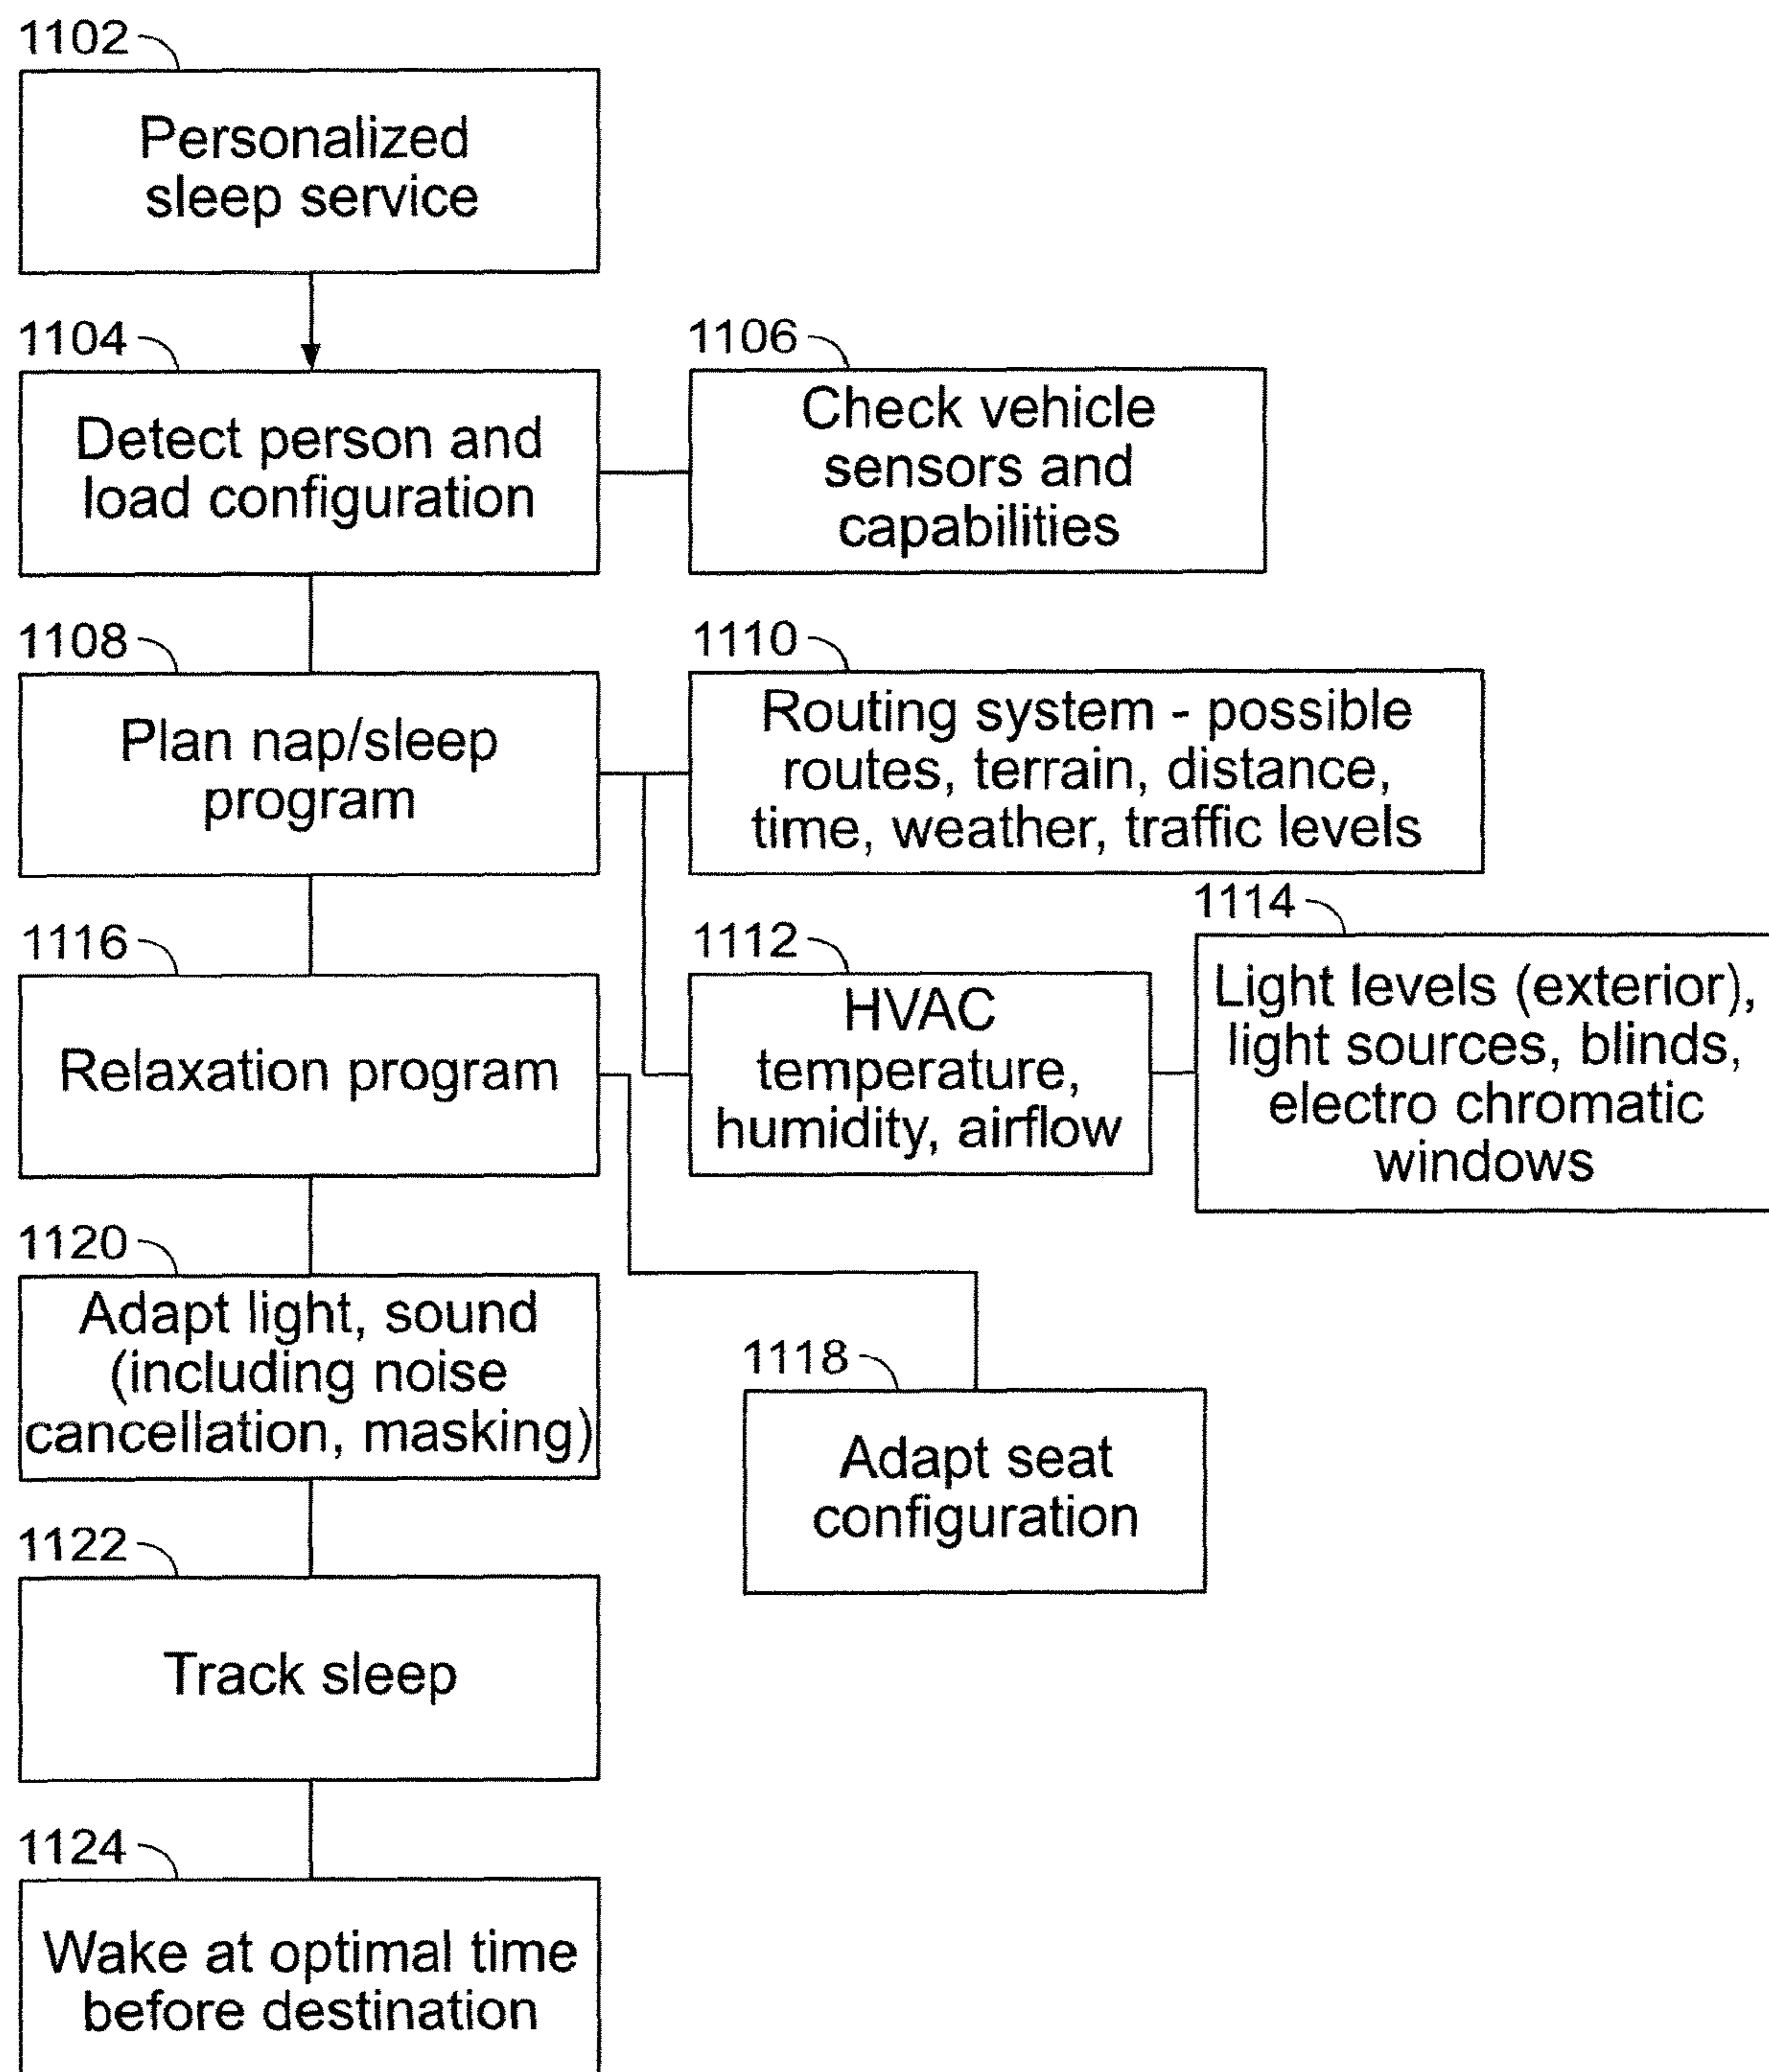 1102
Personalized
sleep service
1104
Detect person and
load configuration
1106
Check vehicle
sensors and
capabilities
1108
Plan nap/sleep
program
1110
Routing system - possible
routes, terrain, distance,
time, weather, traffic levels
1116
Relaxation program
1112
HVAC
temperature,
humidity, airflow
1114
Light levels (exterior),
light sources, blinds,
electro chromatic
windows
1120
Adapt light, sound
(including noise
cancellation, masking)
1118
Adapt seat
configuration
1122
Track sleep
1124
Wake at optimal time
before destination